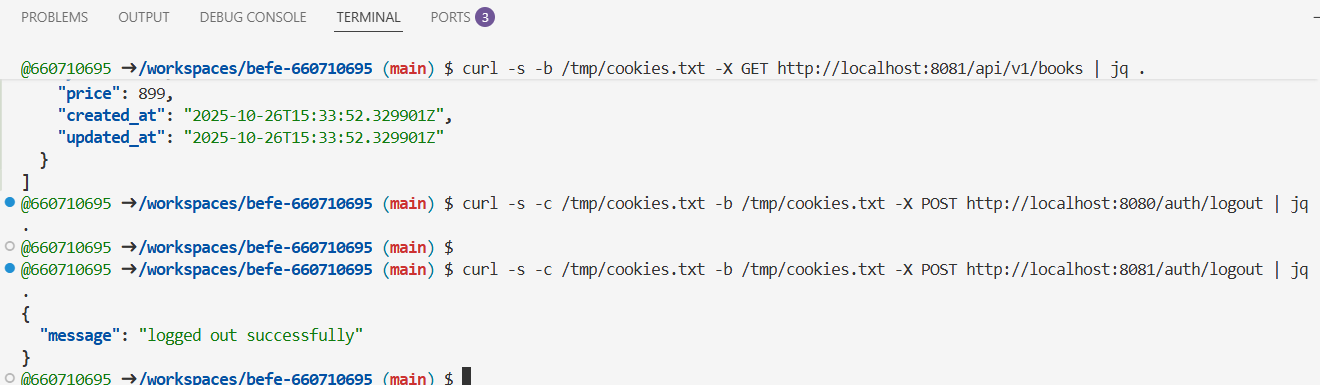 PROBLEMS OUTPUT DEBUG CONSOLE TERMINAL PORTS 3
@660710695 ➜/workspaces/befe-660710695 (main) $ curl -s -b /tmp/cookies.txt -X GET http://localhost:8081/api/v1/books | jq .
"price": 899,
"created_at": "2025-10-26T15:33:52.329901Z",
"updated_at": "2025-10-26T15:33:52.329901Z"
}
]
@660710695 ➜/workspaces/befe-660710695 (main) $ curl -s -c /tmp/cookies.txt -b /tmp/cookies.txt -X POST http://localhost:8080/auth/logout | jq
.
@660710695 ➜/workspaces/befe-660710695 (main) $
@660710695 ➜/workspaces/befe-660710695 (main) $ curl -s -c /tmp/cookies.txt -b /tmp/cookies.txt -X POST http://localhost:8081/auth/logout | jq
.
{
"message": "logged out successfully"
}
@660710695 ➜/workspaces/befe-660710695 (main) $